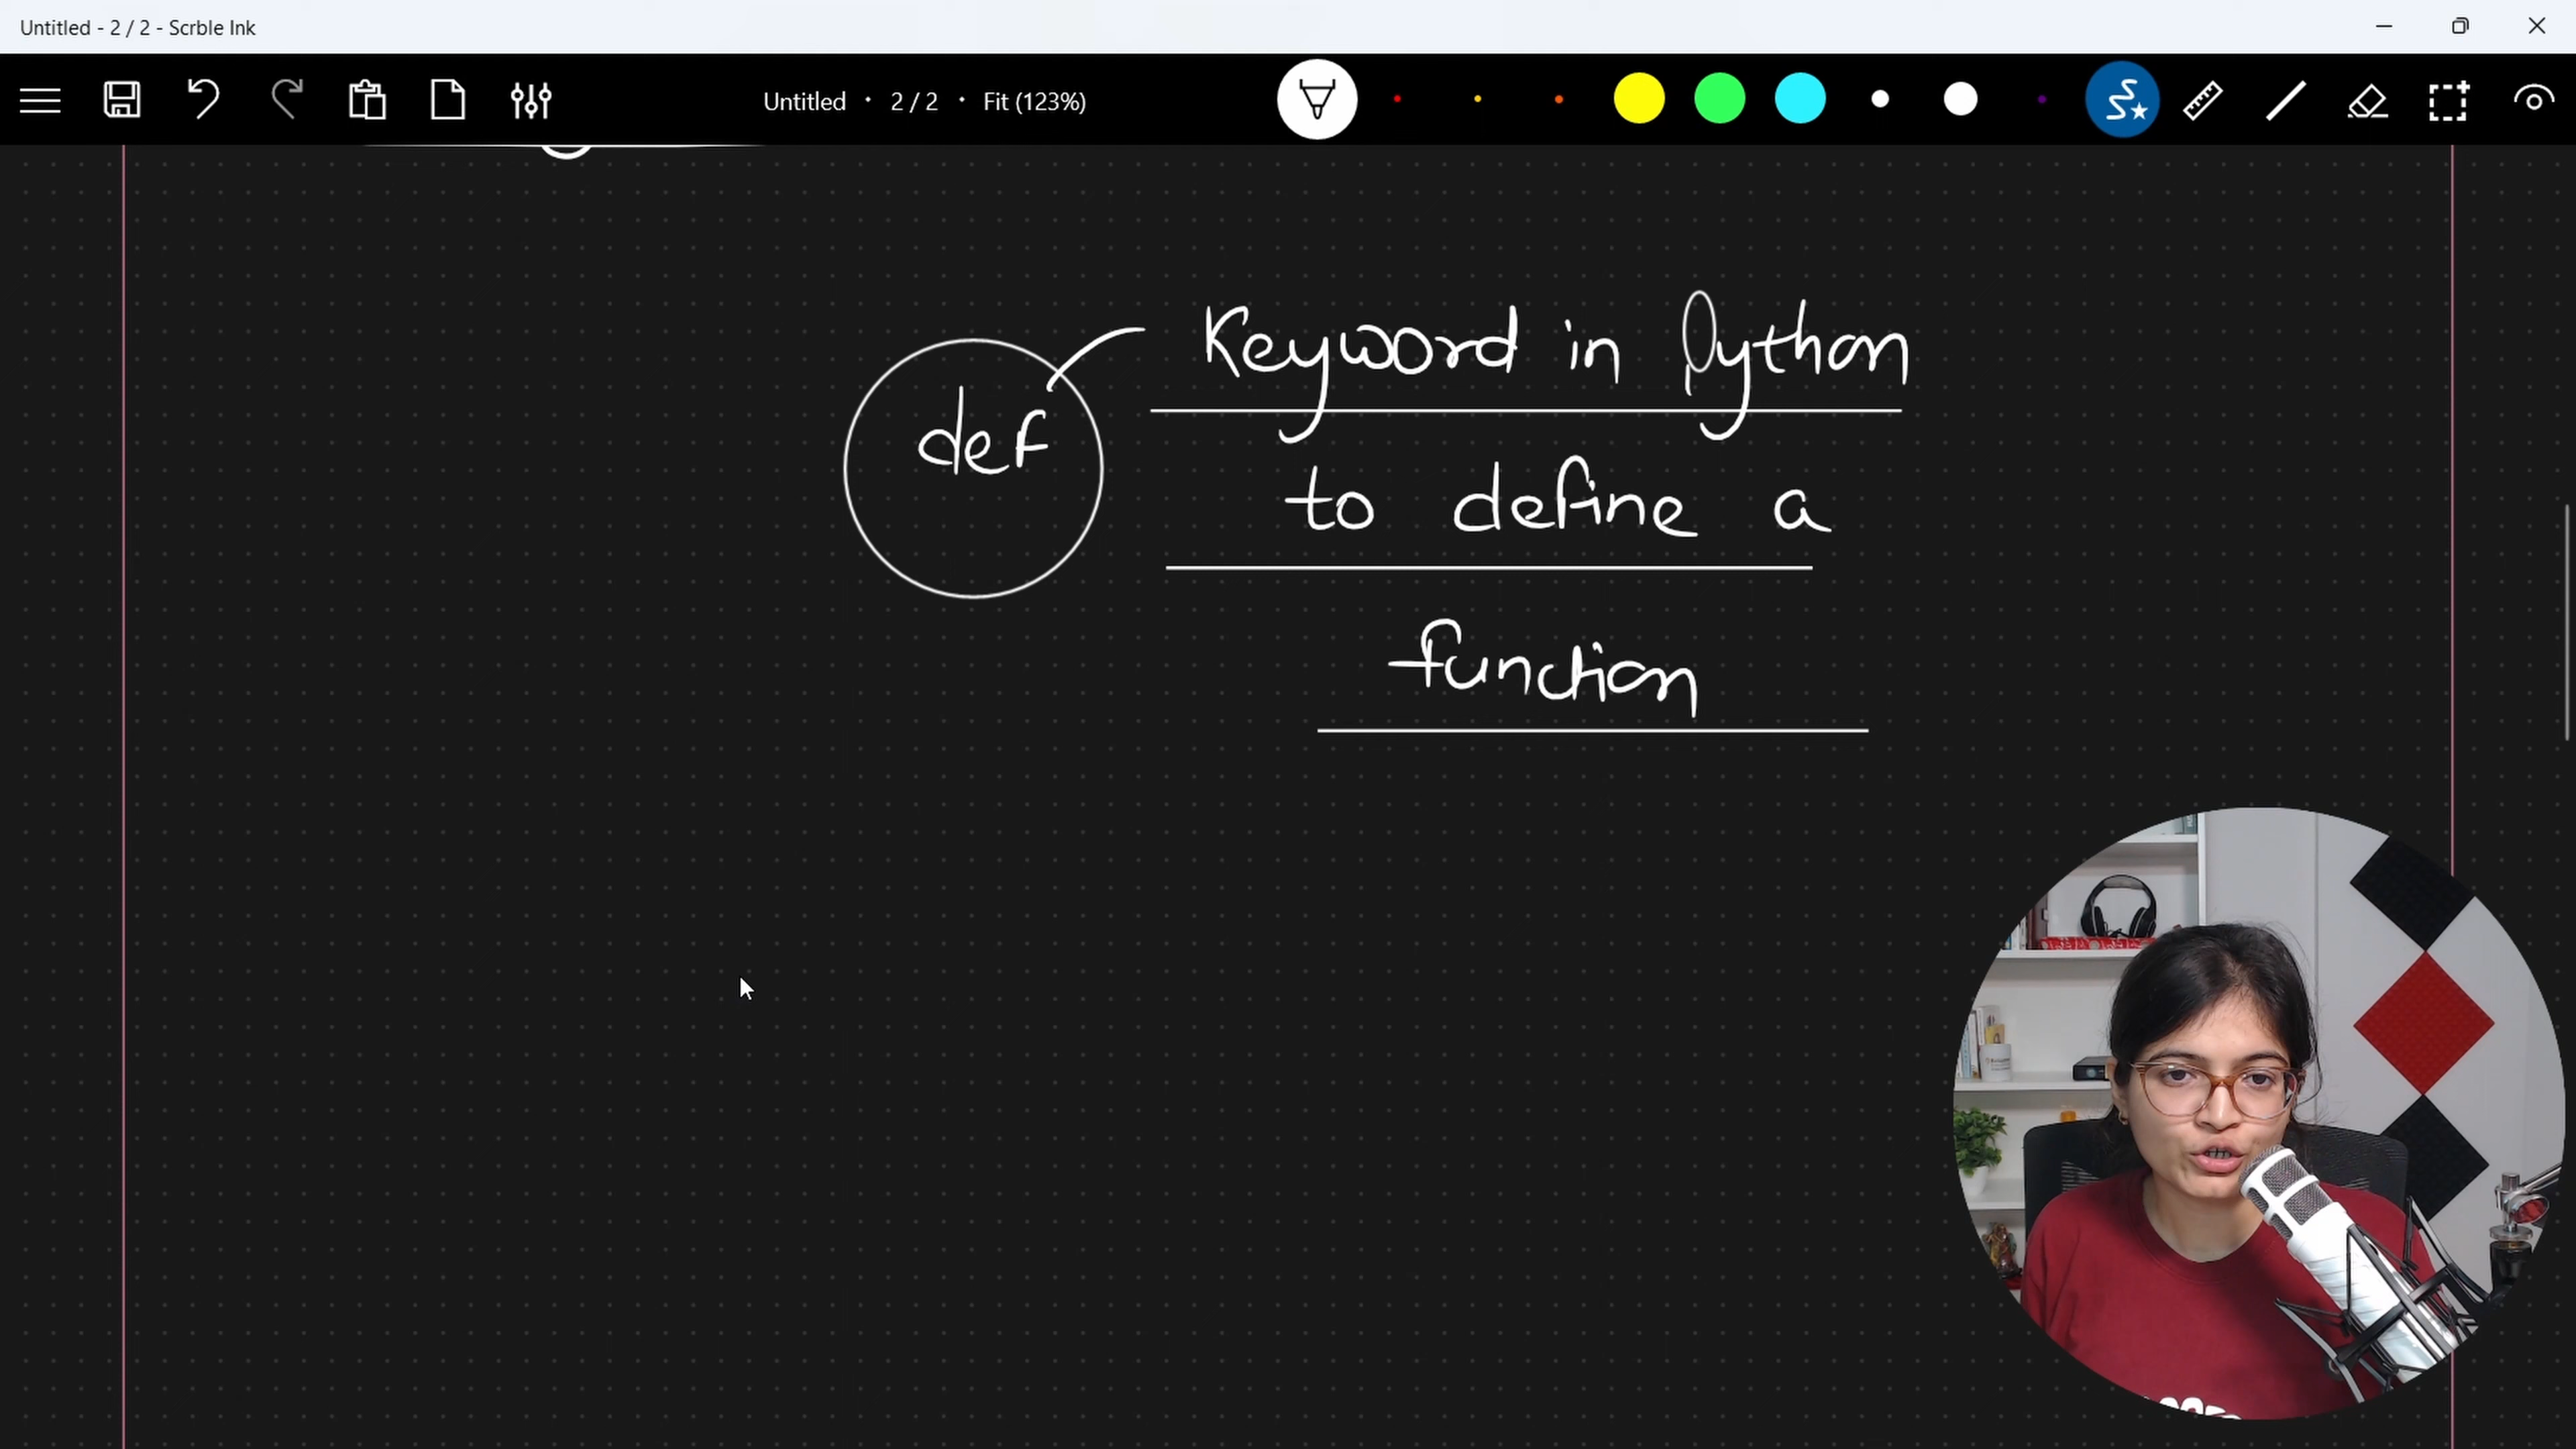 Untitled - 2 / 2 - Scrble Ink
Untitled • 2 / 2 • Fit (123%)
Keyword in Python
def
to define a
function